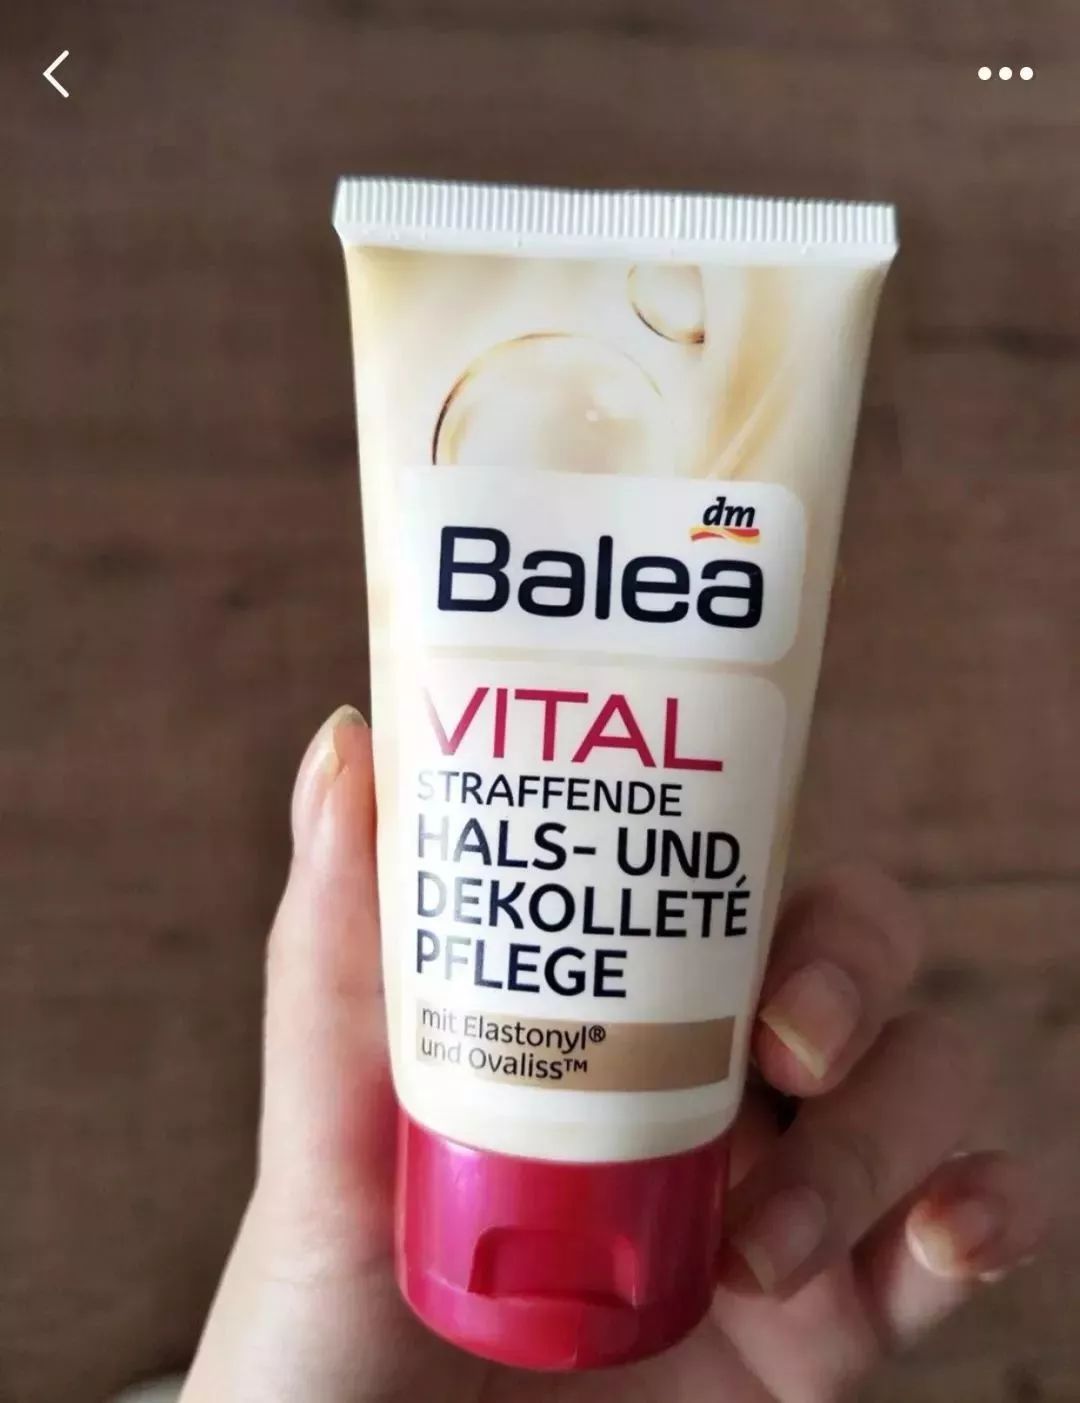 dm
Balea
VITAL
STRAFFENDE
HALS- UND
DEKOLLETÉ
PFLEGE
mit Elastonyl®
und Ovaliss™